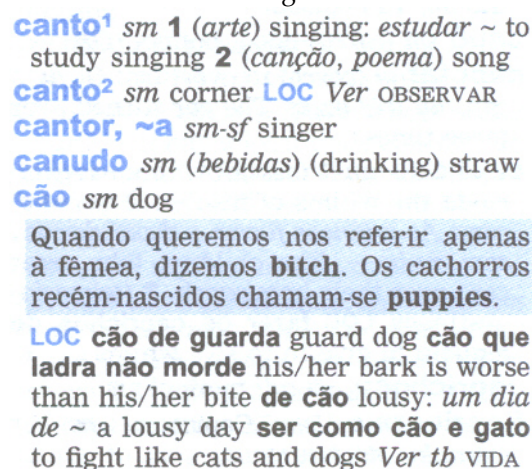 canto¹ sm 1 (arte) singing: estudar ~ to
study singing 2 (canção, poema) song
canto² sm corner LOC Ver OBSERVAR
cantor, ~a sm-sf singer
canudo sm (bebidas) (drinking) straw
cão sm dog
Quando queremos nos referir apenas
à fêmea, dizemos bitch. Os cachorros
recém-nascidos chamam-se puppies.
LOC cão de guarda guard dog cão que
ladra não morde his/her bark is worse
than his/her bite de cão lousy: um dia
de ~ a lousy day ser como cão e gato
to fight like cats and dogs Ver tb VIDA